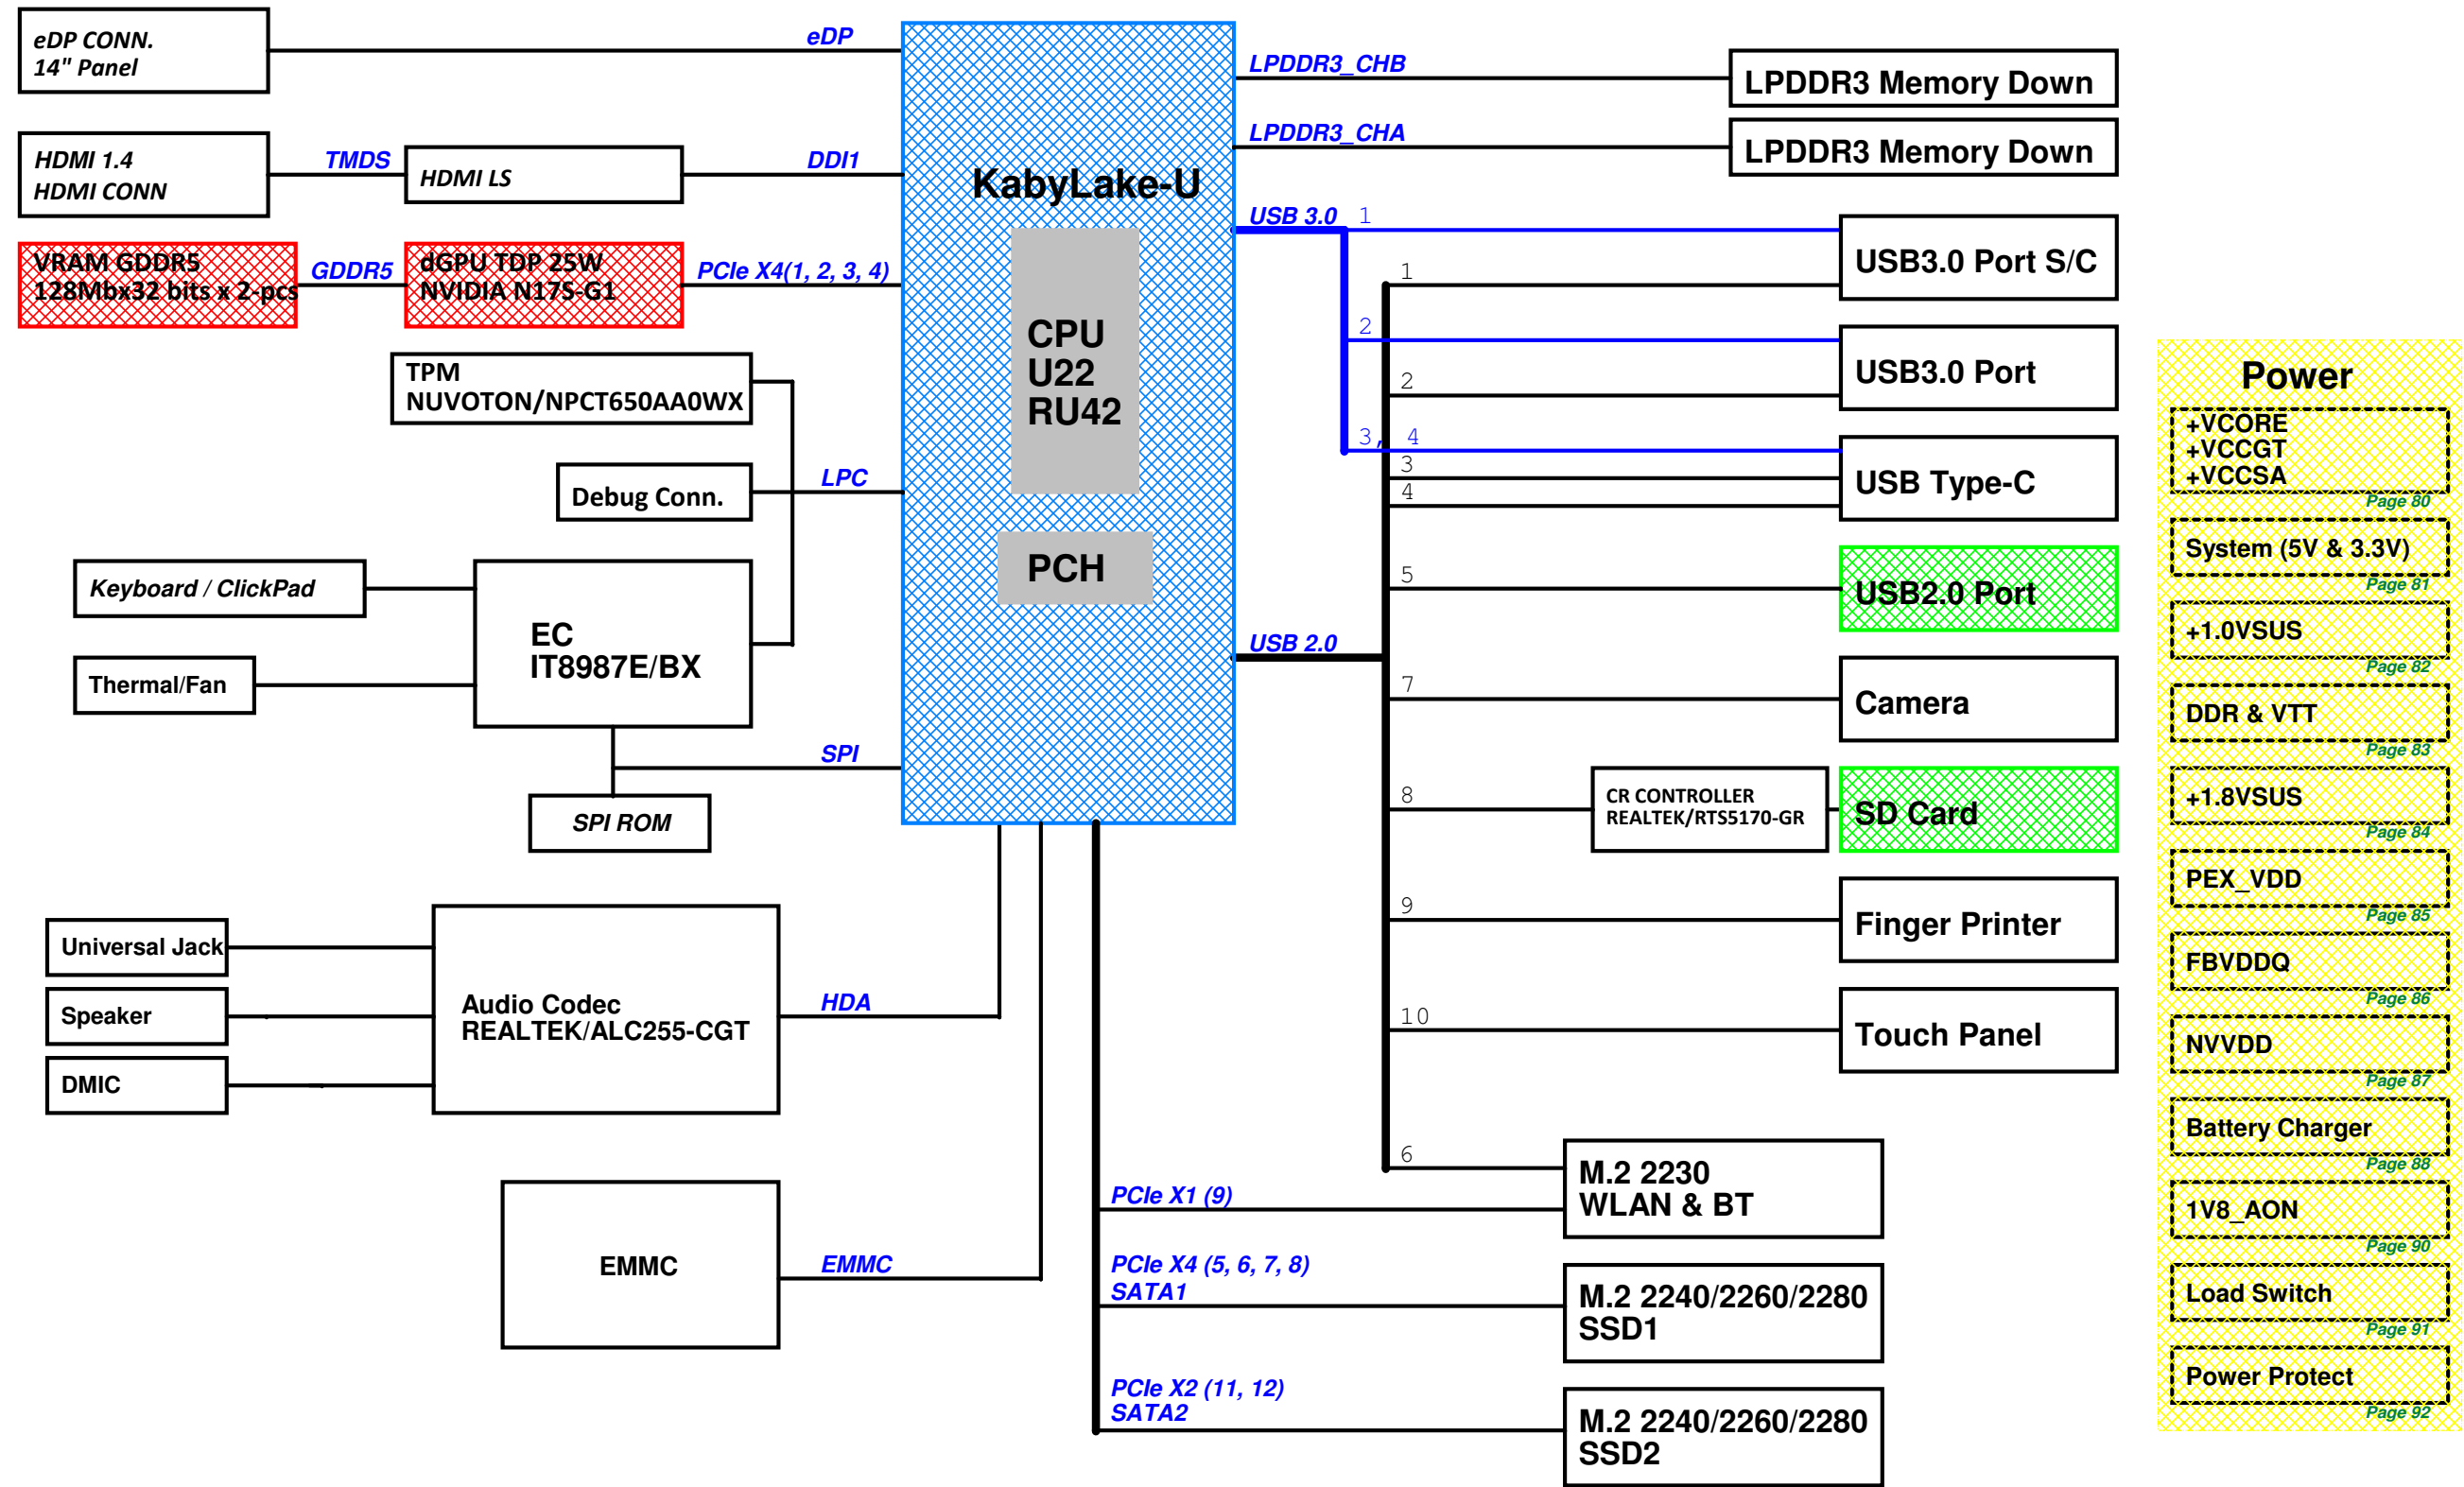 eDP CONN.
14" Panel
eDP
HDMI 1.4
HDMI CONN
TMDS
HDMI LS
DDI1
VRAM GDDR5
128Mbx32 bits x 2-pcs
GDDR5
dGPU TDP 25W
NVIDIA N17S-G1
PCIe X4(1, 2, 3, 4)
TPM
NUVOTON/NPCT650AA0WX
Debug Conn.
LPC
Keyboard / ClickPad
Thermal/Fan
EC
IT8987E/BX
SPI
SPI ROM
Universal Jack
Speaker
DMIC
Audio Codec
REALTEK/ALC255-CGT
HDA
EMMC
EMMC
KabyLake-U
CPU
U22
RU42
PCH
LPDDR3_CHB
LPDDR3 Memory Down
LPDDR3_CHA
LPDDR3 Memory Down
USB 3.0
1
1
USB3.0 Port S/C
2
2
USB3.0 Port
3, 4
3
4
USB Type-C
5
USB2.0 Port
USB 2.0
7
Camera
8
CR CONTROLLER
REALTEK/RTS5170-GR
SD Card
9
Finger Printer
10
Touch Panel
6
M.2 2230
WLAN & BT
PCIe X1 (9)
PCIe X4 (5, 6, 7, 8)
SATA1
M.2 2240/2260/2280
SSD1
PCIe X2 (11, 12)
SATA2
M.2 2240/2260/2280
SSD2
Power
+VCORE
+VCCGT
+VCCSA
Page 80
System (5V & 3.3V)
Page 81
+1.0VSUS
Page 82
DDR & VTT
Page 83
+1.8VSUS
Page 84
PEX_VDD
Page 85
FBVDDQ
Page 86
NVVDD
Page 87
Battery Charger
Page 88
1V8_AON
Page 90
Load Switch
Page 91
Power Protect
Page 92